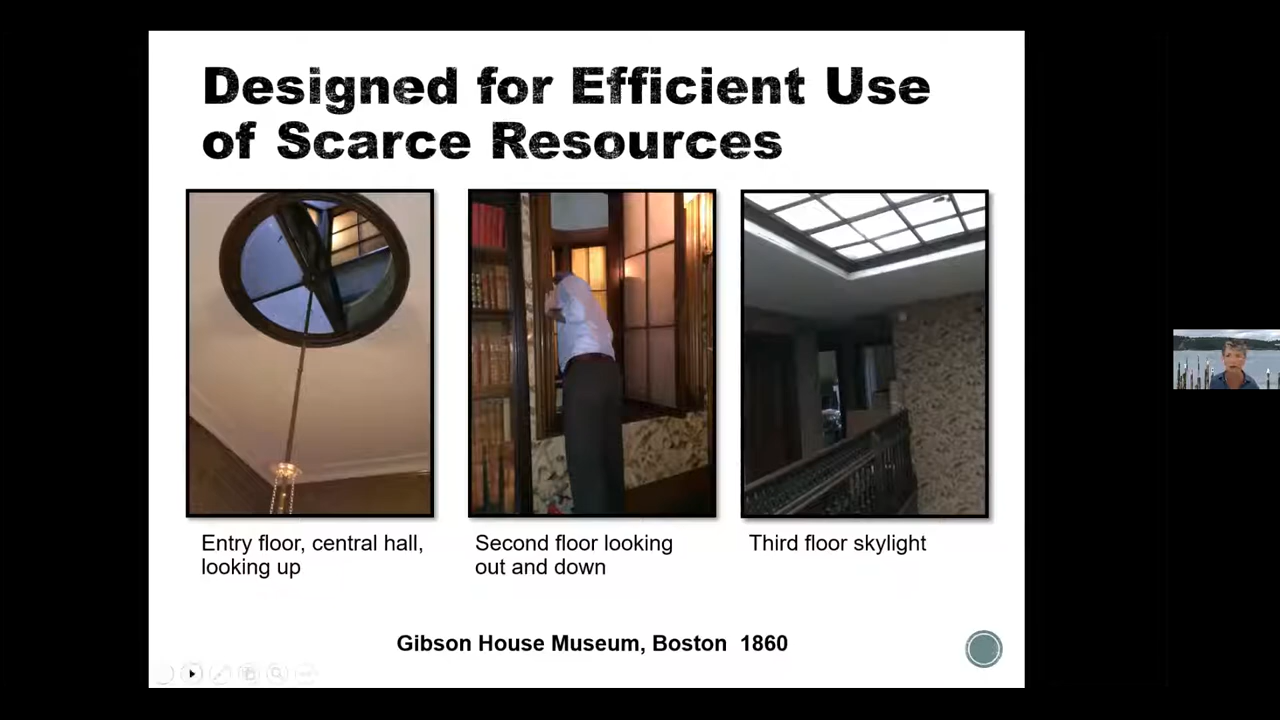 Designed for Efficient Use
of Scarce Resources
Entry floor, central hall,
looking up
Second floor looking
out and down
Third floor skylight
Gibson House Museum, Boston  1860